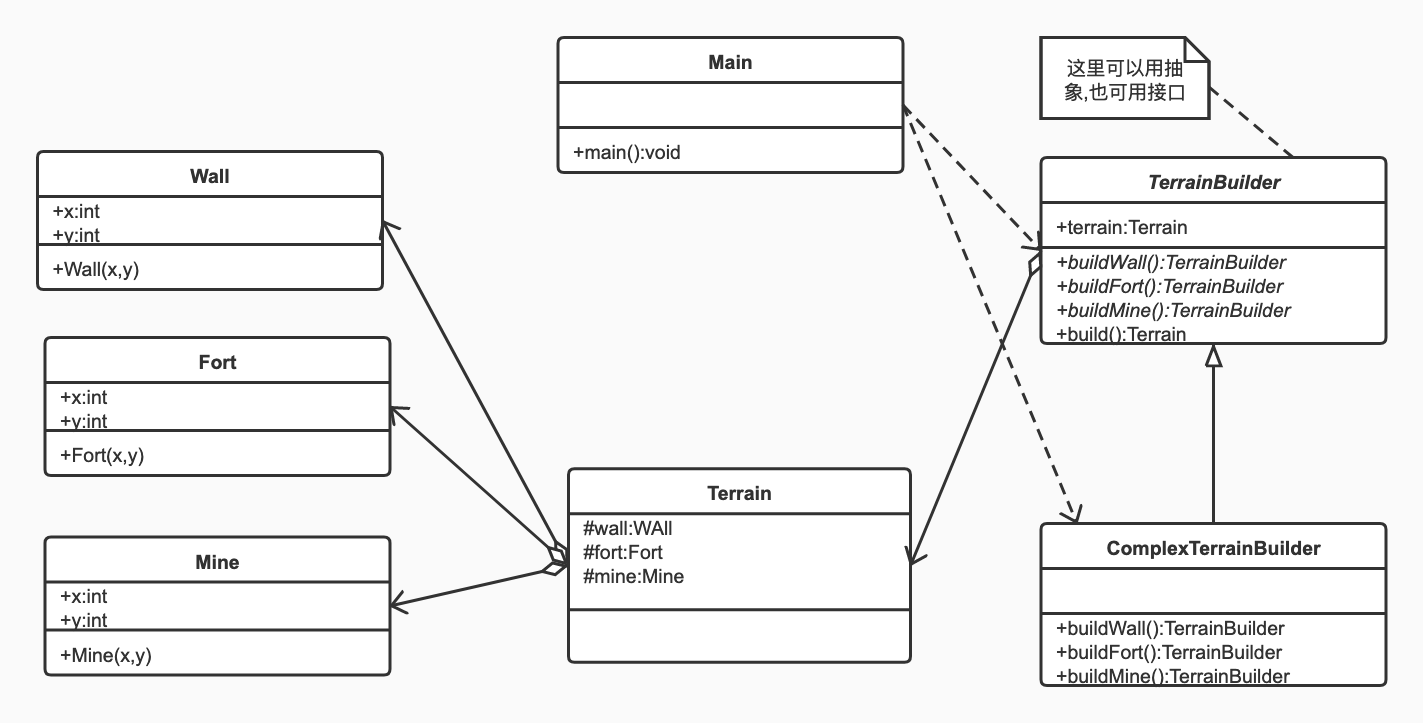 Main
+main():void
这里可以用抽
象,也可用接口
Wall
+x:int
+y:int
+Wall(x,y)
TerrainBuilder
+terrain:Terrain
+buildWall():TerrainBuilder
+buildFort():TerrainBuilder
+buildMine():TerrainBuilder
+build():Terrain
Fort
+x:int
+y:int
+Fort(x,y)
Terrain
#wall:WAll
#fort:Fort
#mine:Mine
Mine
+x:int
+y:int
+Mine(x,y)
ComplexTerrainBuilder
+buildWall():TerrainBuilder
+buildFort():TerrainBuilder
+buildMine():TerrainBuilder